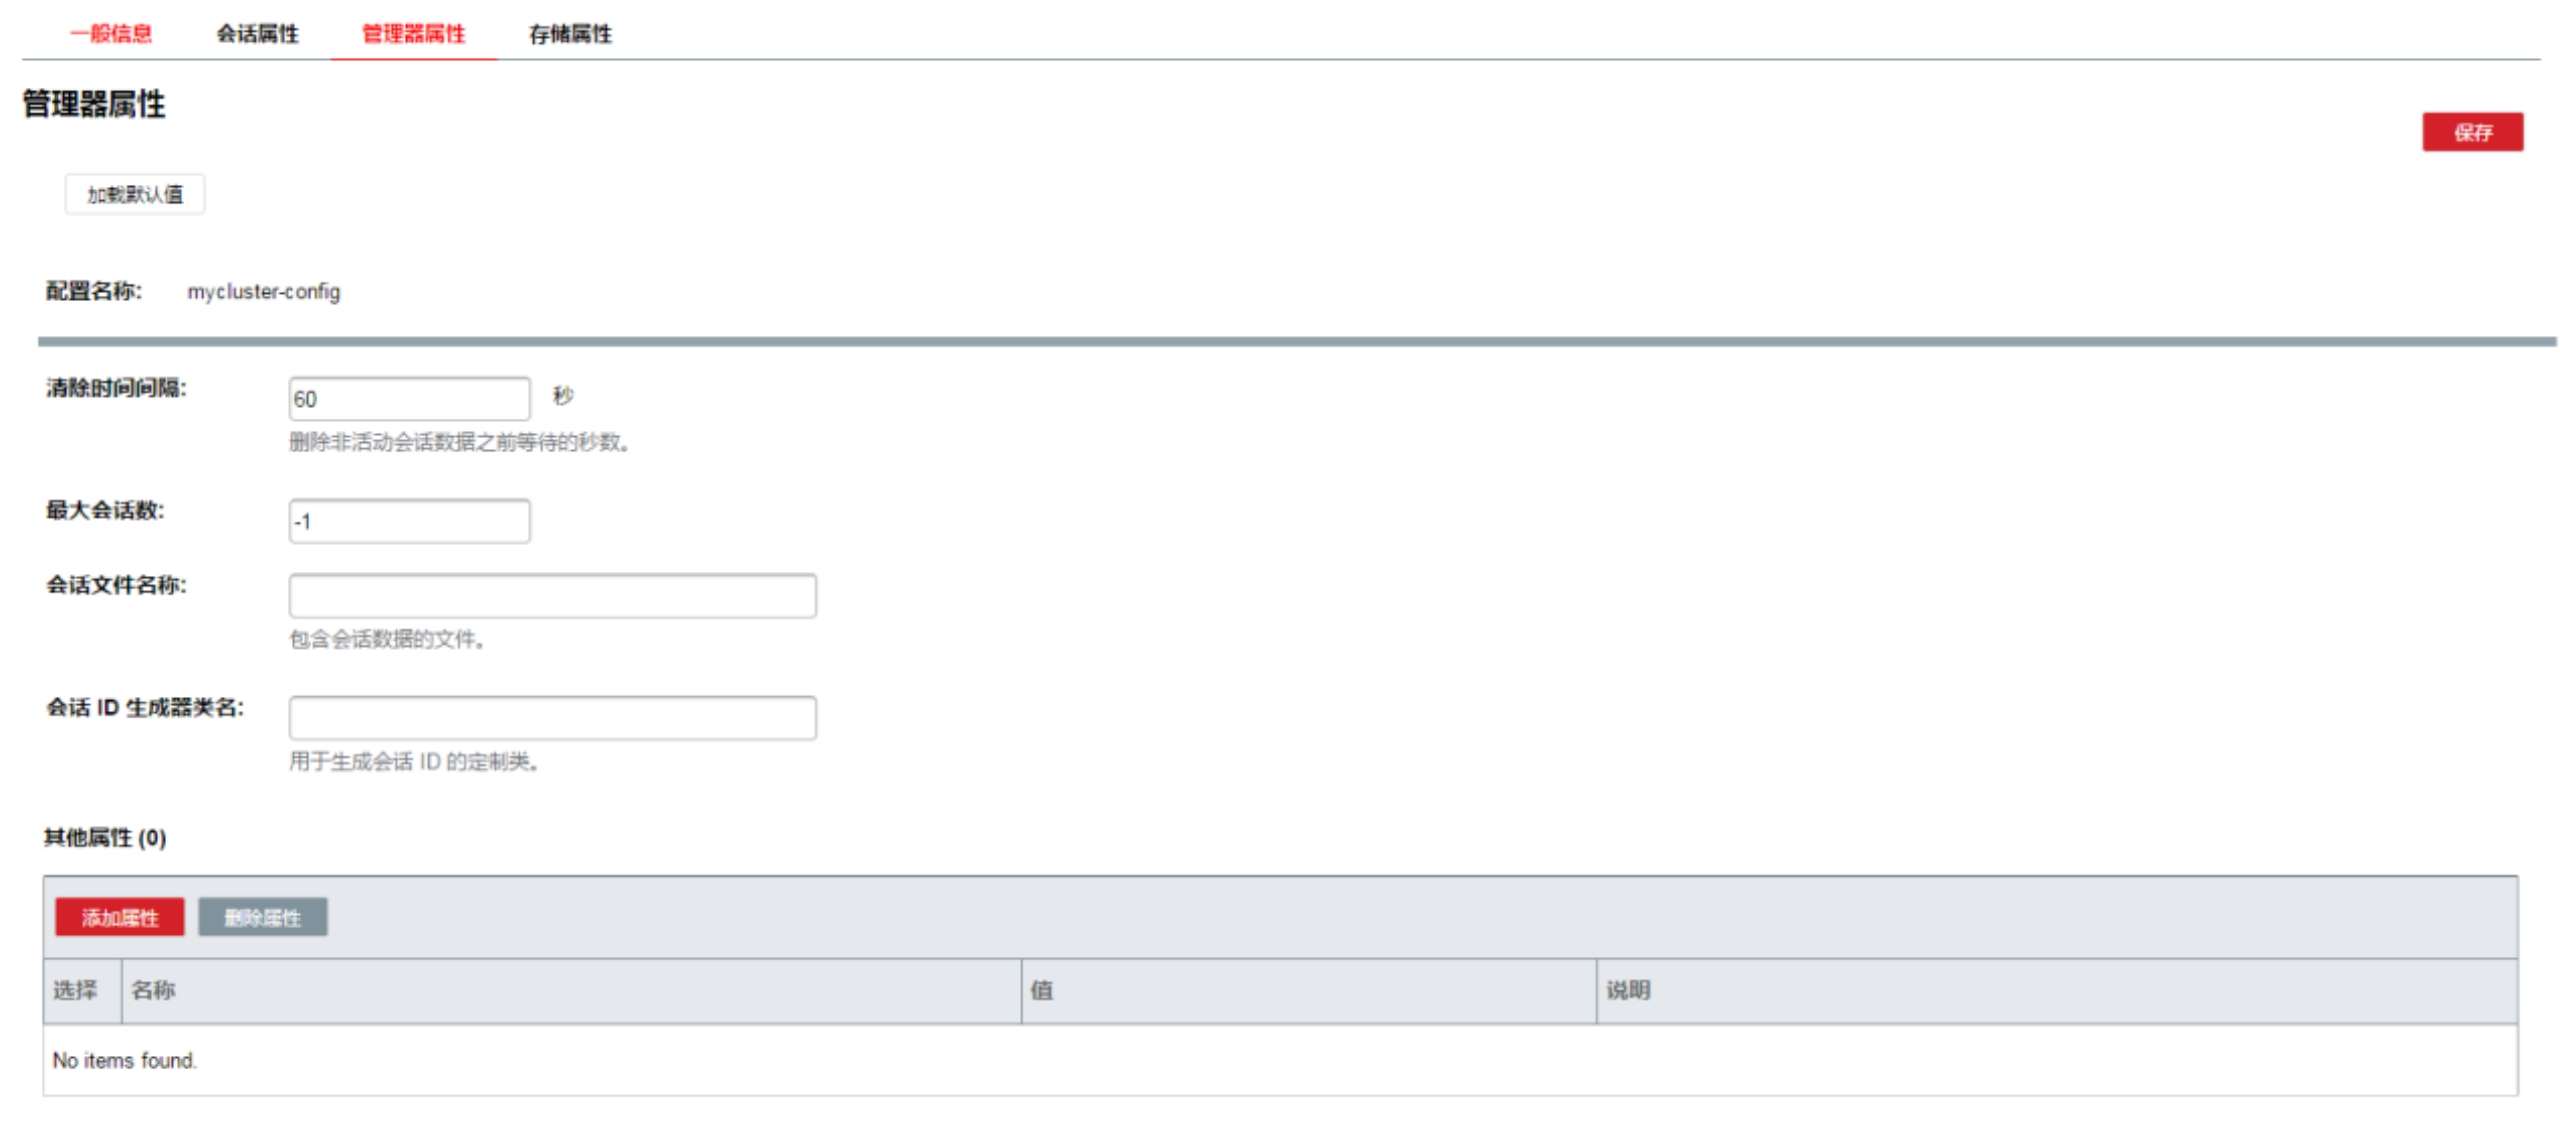 一般信息 会话属性 管理器属性 存储属性
管理器属性
保存
加载默认值
配置名称: mycluster-config
清除时间间隔: 60 秒
删除非活动会话数据之前等待的秒数。
最大会话数: -1
会话文件名称:
包含会话数据的文件。
会话 ID 生成器类名:
用于生成会话 ID 的定制类。
其他属性 (0)
添加属性 删除属性
选择 名称 值 说明
No items found.